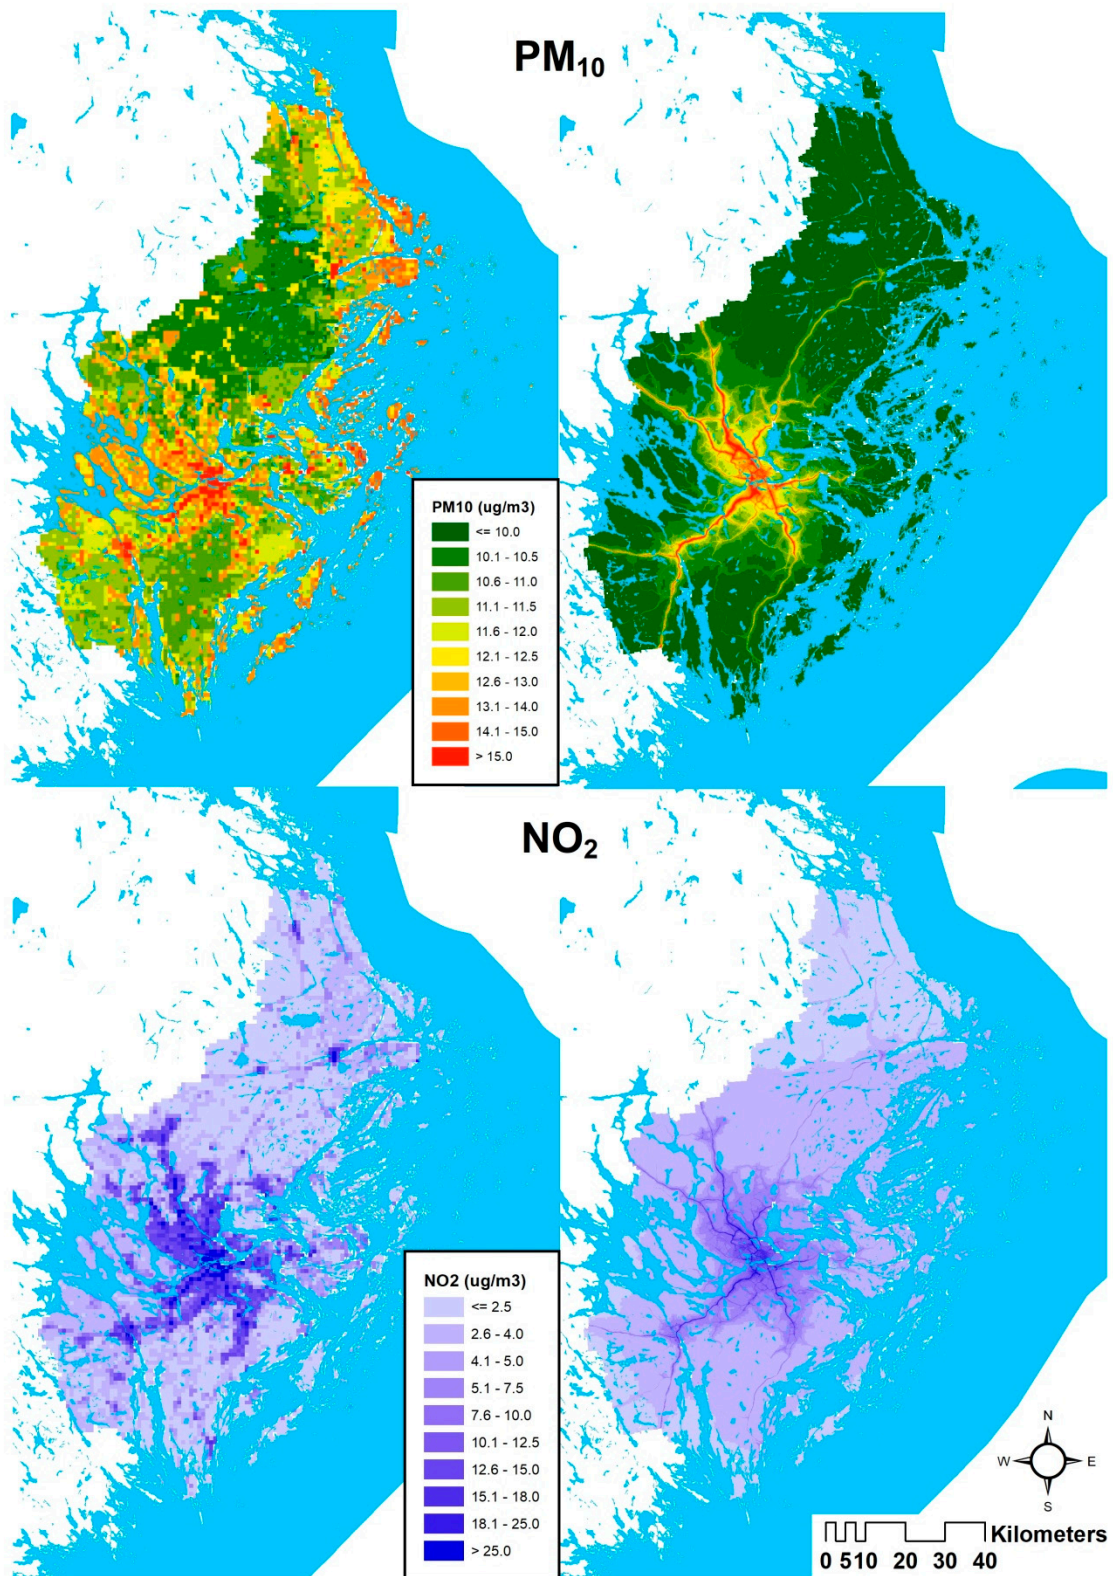 PM₁₀
PM10 (ug/m3)
<= 10.0
10.1 - 10.5
10.6 - 11.0
11.1 - 11.5
11.6 - 12.0
12.1 - 12.5
12.6 - 13.0
13.1 - 14.0
14.1 - 15.0
> 15.0
NO₂
NO2 (ug/m3)
<= 2.5
2.6 - 4.0
4.1 - 5.0
5.1 - 7.5
7.6 - 10.0
10.1 - 12.5
12.6 - 15.0
15.1 - 18.0
18.1 - 25.0
> 25.0
N
W E
S
Kilometers
0 510 20 30 40